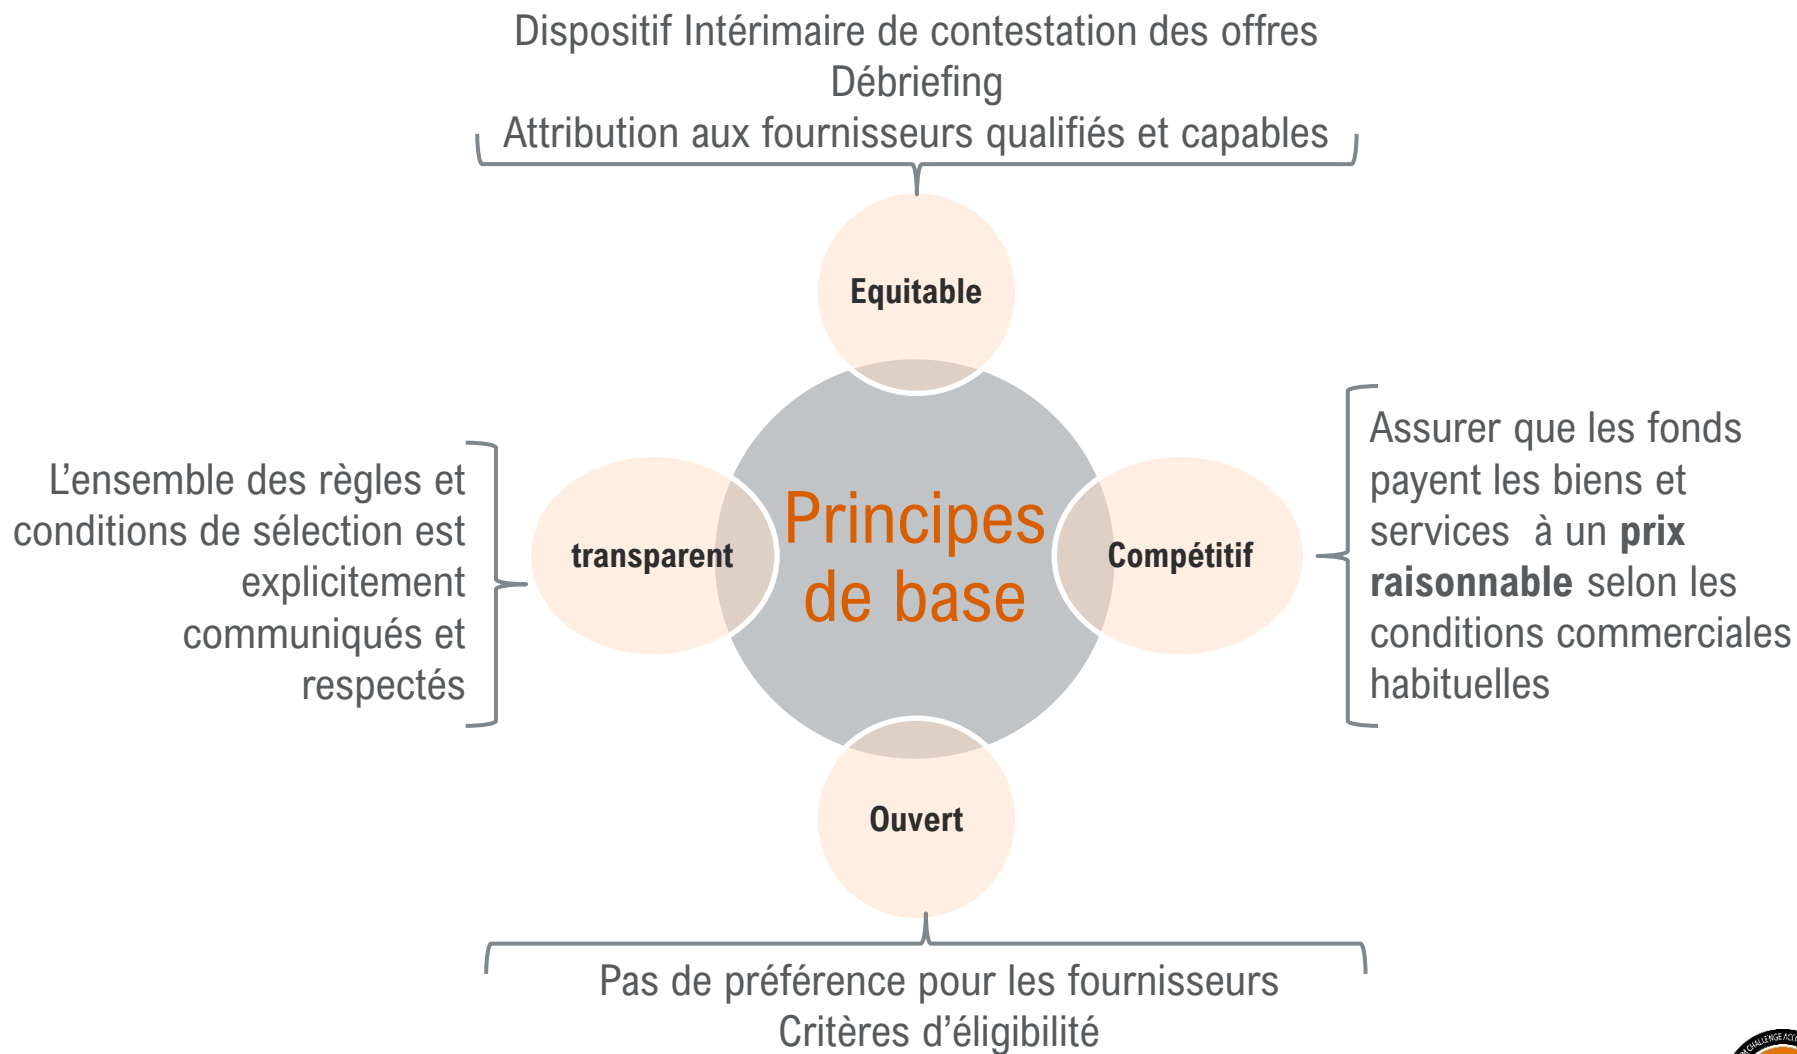 Dispositif Intérimaire de contestation des offres
Débriefing
Attribution aux fournisseurs qualifiés et capables
Equitable
L'ensemble des règles et
conditions de sélection est
explicitement
communiqués et
respectés
transparent
Principes
de base
Compétitif
Assurer que les fonds
payent les biens et
services à un prix
raisonnable selon les
conditions commerciales
habituelles
Ouvert
Pas de préférence pour les fournisseurs
Critères d'éligibilité